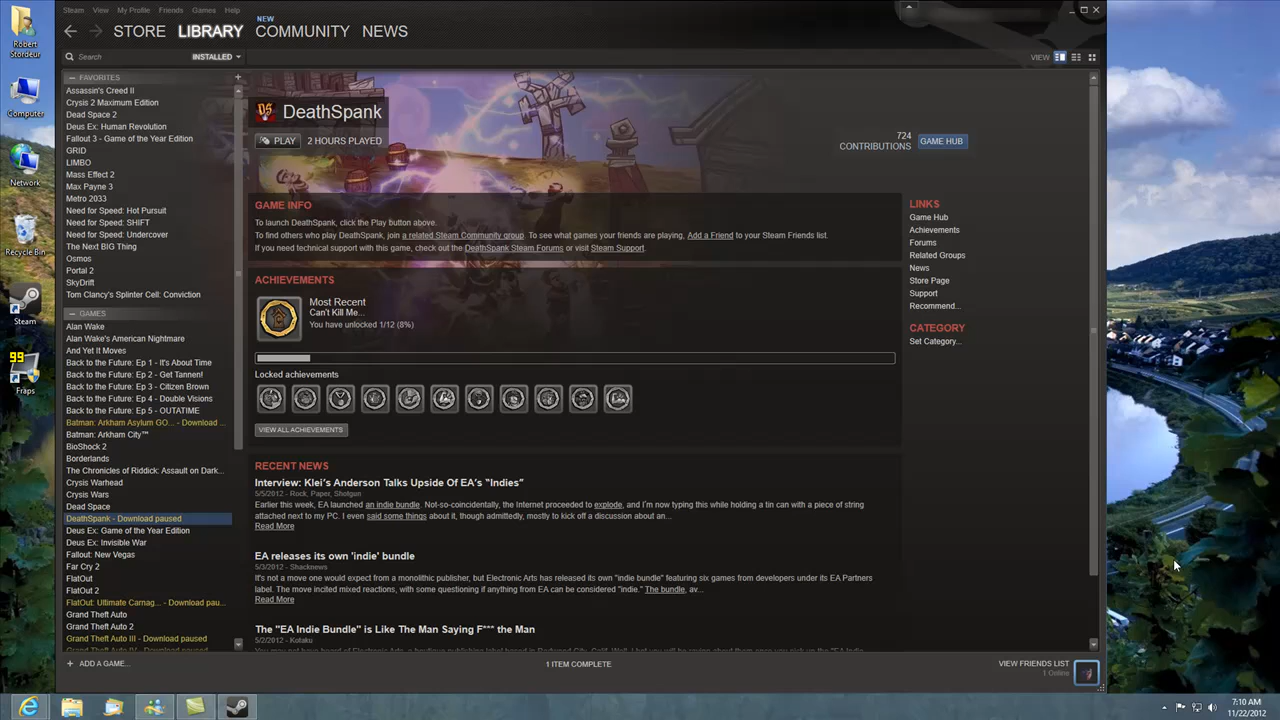 Steam View My Profile Friends Games Help
NEW
STORE LIBRARY COMMUNITY NEWS
Search INSTALLED VIEW
Robert Stordeur
Computer
Network
Recycle Bin
Steam
99
Fraps
FAVORITES
Assassin's Creed II
Crysis 2 Maximum Edition
Dead Space 2
Deus Ex: Human Revolution
Fallout 3 - Game of the Year Edition
GRID
LIMBO
Mass Effect 2
Max Payne 3
Metro 2033
Need for Speed: Hot Pursuit
Need for Speed: SHIFT
Need for Speed: Undercover
The Next BIG Thing
Osmos
Portal 2
SkyDrift
Tom Clancy's Splinter Cell: Conviction
GAMES
Alan Wake
Alan Wake's American Nightmare
And Yet It Moves
Back to the Future: Ep 1 - It's About Time
Back to the Future: Ep 2 - Get Tannen!
Back to the Future: Ep 3 - Citizen Brown
Back to the Future: Ep 4 - Double Visions
Back to the Future: Ep 5 - OUTATIME
Batman: Arkham Asylum GO... - Download ...
Batman: Arkham City™
BioShock 2
Borderlands
The Chronicles of Riddick: Assault on Dark...
Crysis Warhead
Crysis Wars
Dead Space
DeathSpank - Download paused
Deus Ex: Game of the Year Edition
Deus Ex: Invisible War
Fallout: New Vegas
Far Cry 2
FlatOut
FlatOut 2
FlatOut: Ultimate Carnag... - Download pau...
Grand Theft Auto
Grand Theft Auto 2
Grand Theft Auto III - Download paused
Grand Theft Auto IV - Download paused
DS DeathSpank
PLAY 2 HOURS PLAYED
724 CONTRIBUTIONS GAME HUB
GAME INFO
To launch DeathSpank, click the Play button above.
To find others who play DeathSpank, join a related Steam Community group. To see what games your friends are playing, Add a Friend to your Steam Friends list.
If you need technical support with this game, check out the DeathSpank Steam Forums or visit Steam Support.
ACHIEVEMENTS
Most Recent
Can't Kill Me...
You have unlocked 1/12 (8%)
Locked achievements
VIEW ALL ACHIEVEMENTS
RECENT NEWS
Interview: Klei's Anderson Talks Upside Of EA's "Indies"
5/5/2012 - Rock, Paper, Shotgun
Earlier this week, EA launched an indie bundle. Not-so-coincidentally, the Internet proceeded to explode, and I'm now typing this while holding a tin can with a piece of string
attached next to my PC. I even said some things about it, though admittedly, mostly to kick off a discussion about an...
Read More
EA releases its own 'indie' bundle
5/3/2012 - Shacknews
It's not a move one would expect from a monolithic publisher, but Electronic Arts has released its own "indie bundle" featuring six games from developers under its EA Partners
label. The move incited mixed reactions, with some questioning if anything from EA can be considered "indie." The bundle, av...
Read More
The "EA Indie Bundle" is Like The Man Saying F*** the Man
5/2/2012 - Kotaku
LINKS
Game Hub
Achievements
Forums
Related Groups
News
Store Page
Support
Recommend...
CATEGORY
Set Category...
ADD A GAME...
1 ITEM COMPLETE
VIEW FRIENDS LIST
1 Online
7:10 AM
11/22/2012